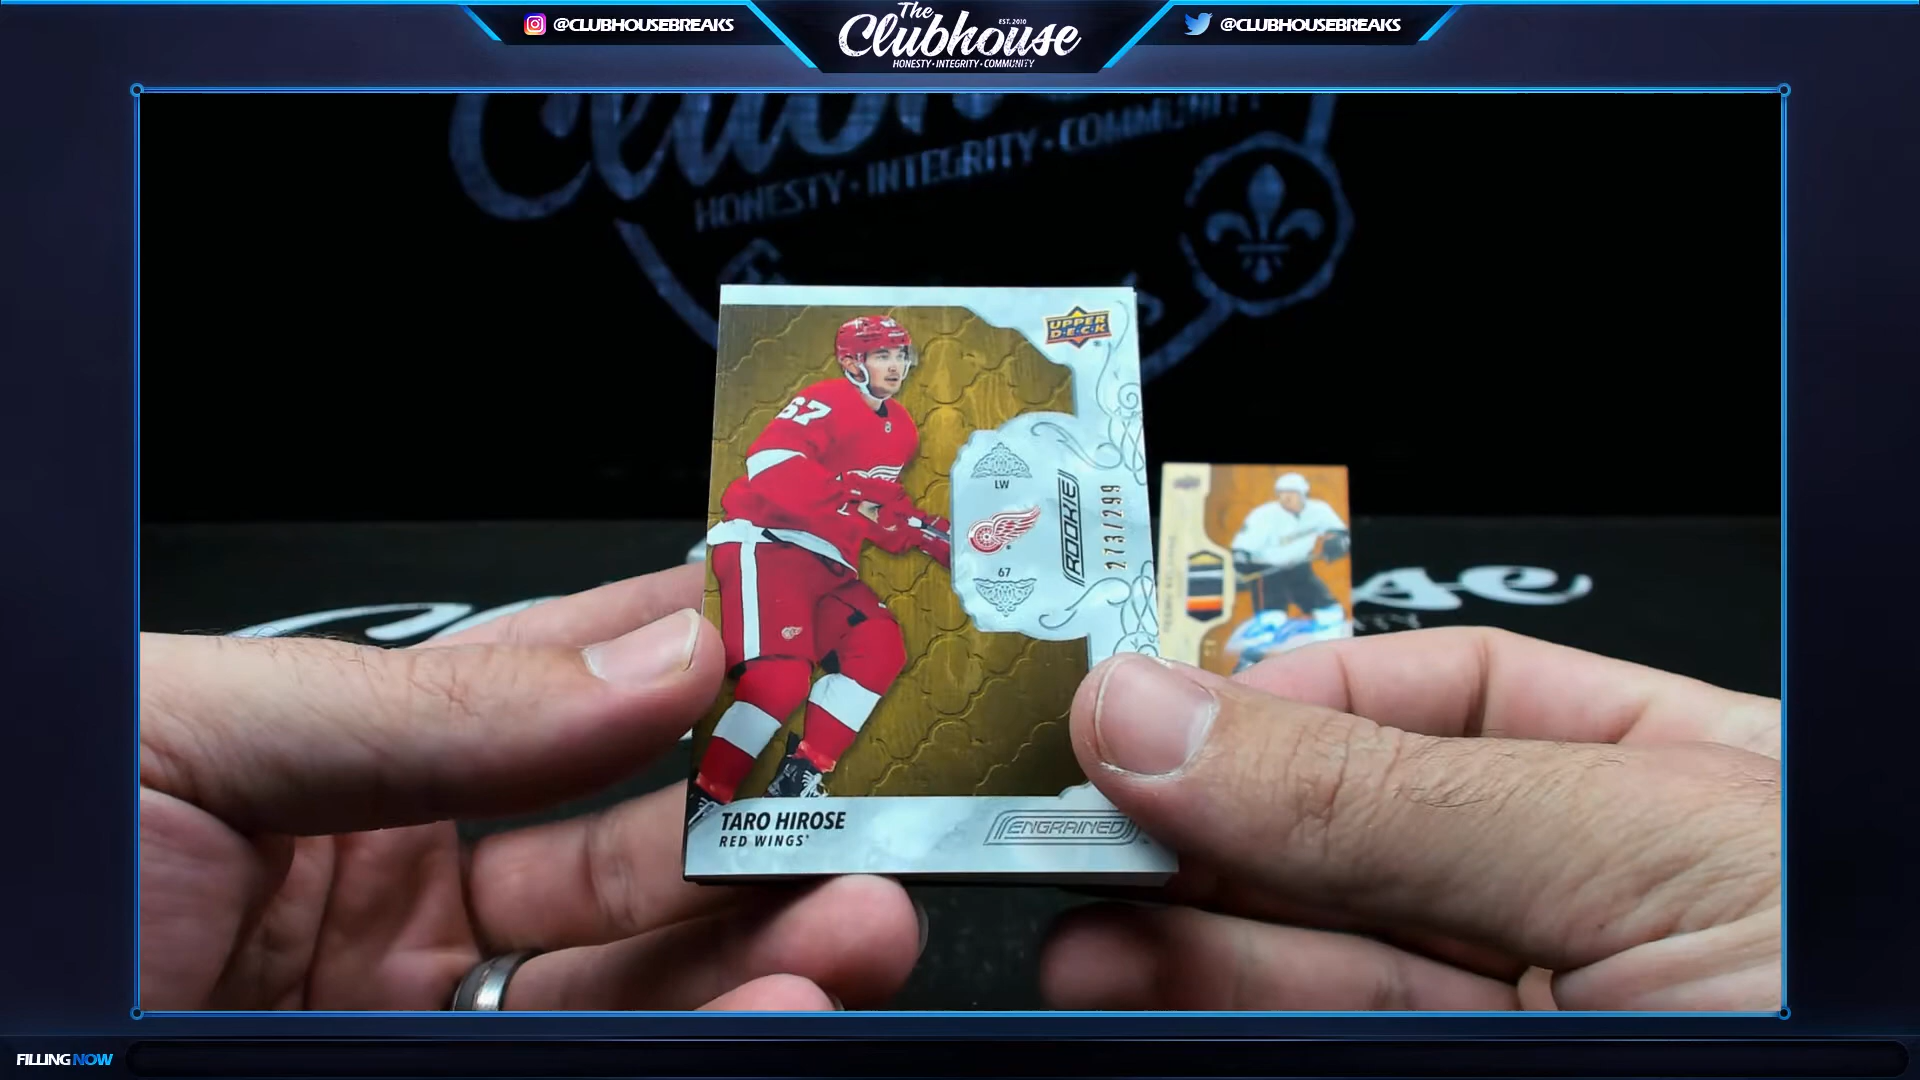 @CLUBHOUSEBREAKS
The
EST. 2010
Clubhouse
HONESTY·INTEGRITY·COMMUNITY
@CLUBHOUSEBREAKS
HONESTY·INTEGRITY·COMMUNITY
UPPER
D·E·C·K
67
LW
ROOKIE
273/299
67
TARO HIROSE
RED WINGS
ENGRAINED
FILLING NOW